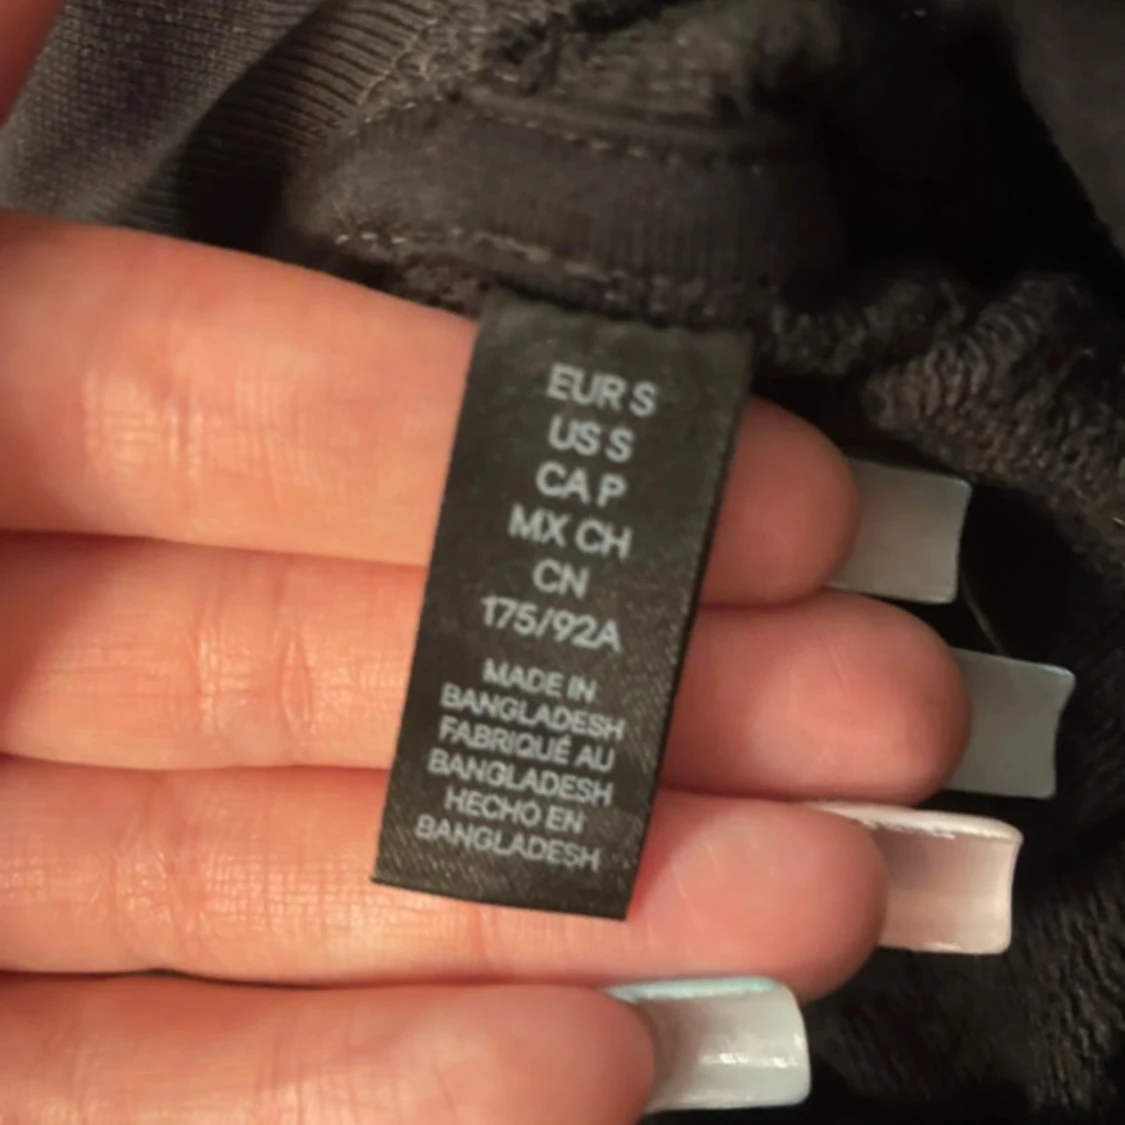 EUR S
US S
CA P
MX CH
CN
175/92A
MADE IN
BANGLADESH
FABRIQUÉ AU
BANGLADESH
HECHO EN
BANGLADESH